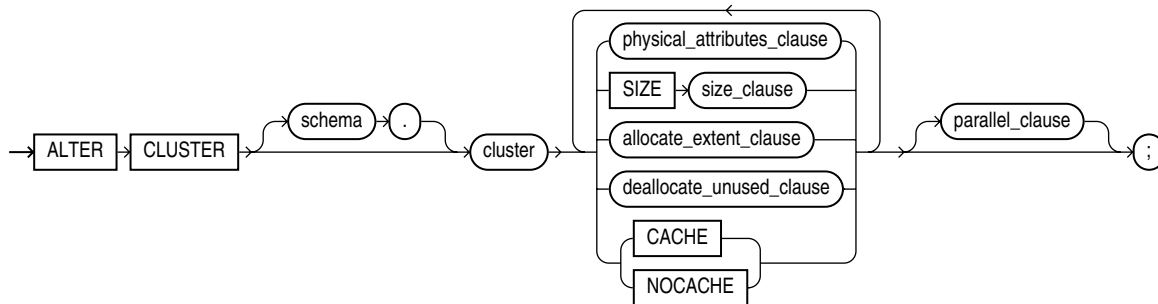 physical_attributes_clause
SIZE size_clause
schema . parallel_clause
ALTER CLUSTER cluster allocate_extent_clause ;
deallocate_unused_clause
CACHE
NOCACHE